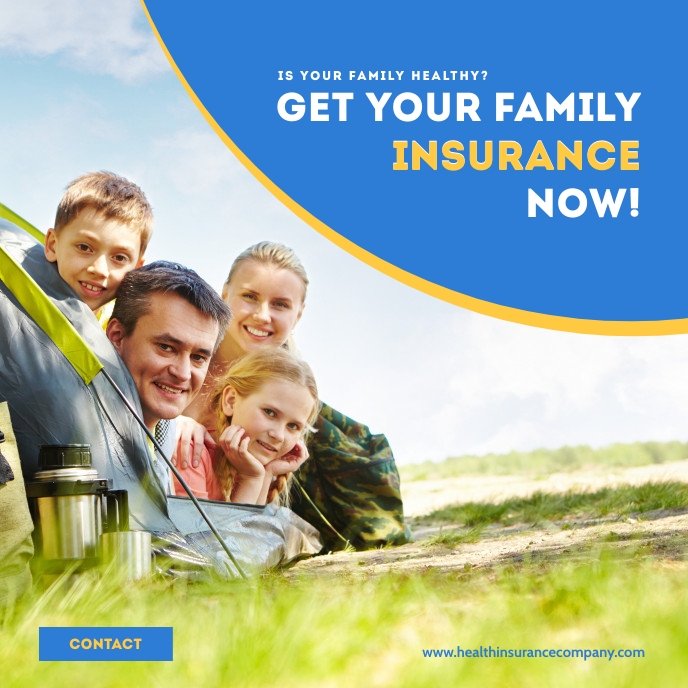 IS YOUR FAMILY HEALTHY?
GET YOUR FAMILY
INSURANCE
NOW!
CONTACT
www.healthinsurancecompany.com